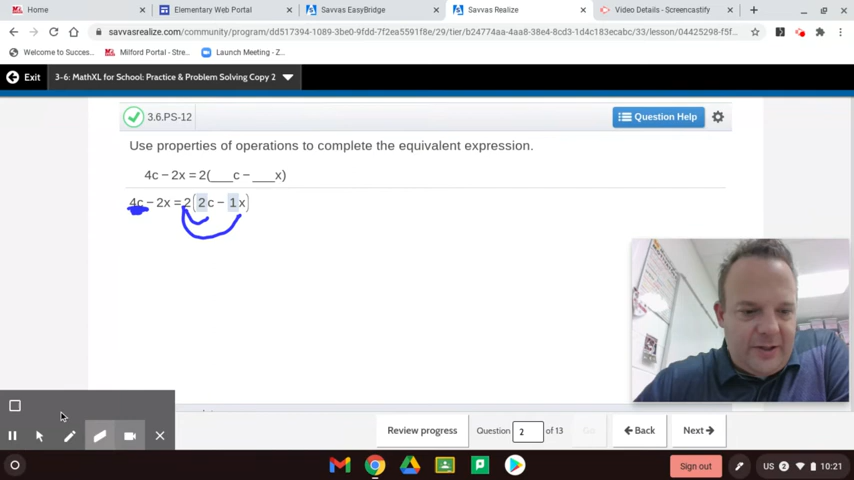 Home
Elementary Web Portal
Savvas EasyBridge
Savvas Realize
Video Details - Screencastify
savvasrealize.com/community/program/dd517394-1089-3be0-9fdd-7f2ea5591f8e/29/tier/b24774aa-aaa8-38e4-8cd3-1d4c183ecabc/33/lesson/04425298-f5f...
Welcome to Succes...
Milford Portal - Stre...
Launch Meeting - Z...
Exit
3-6: MathXL for School: Practice & Problem Solving Copy 2
3.6.PS-12
Question Help
Use properties of operations to complete the equivalent expression.
4c – 2x = 2(___c – ___x)
4c – 2x = 2(2c – 1x)
Review progress
Question 2 of 13
Back
Next
Sign out
US 2 10:21